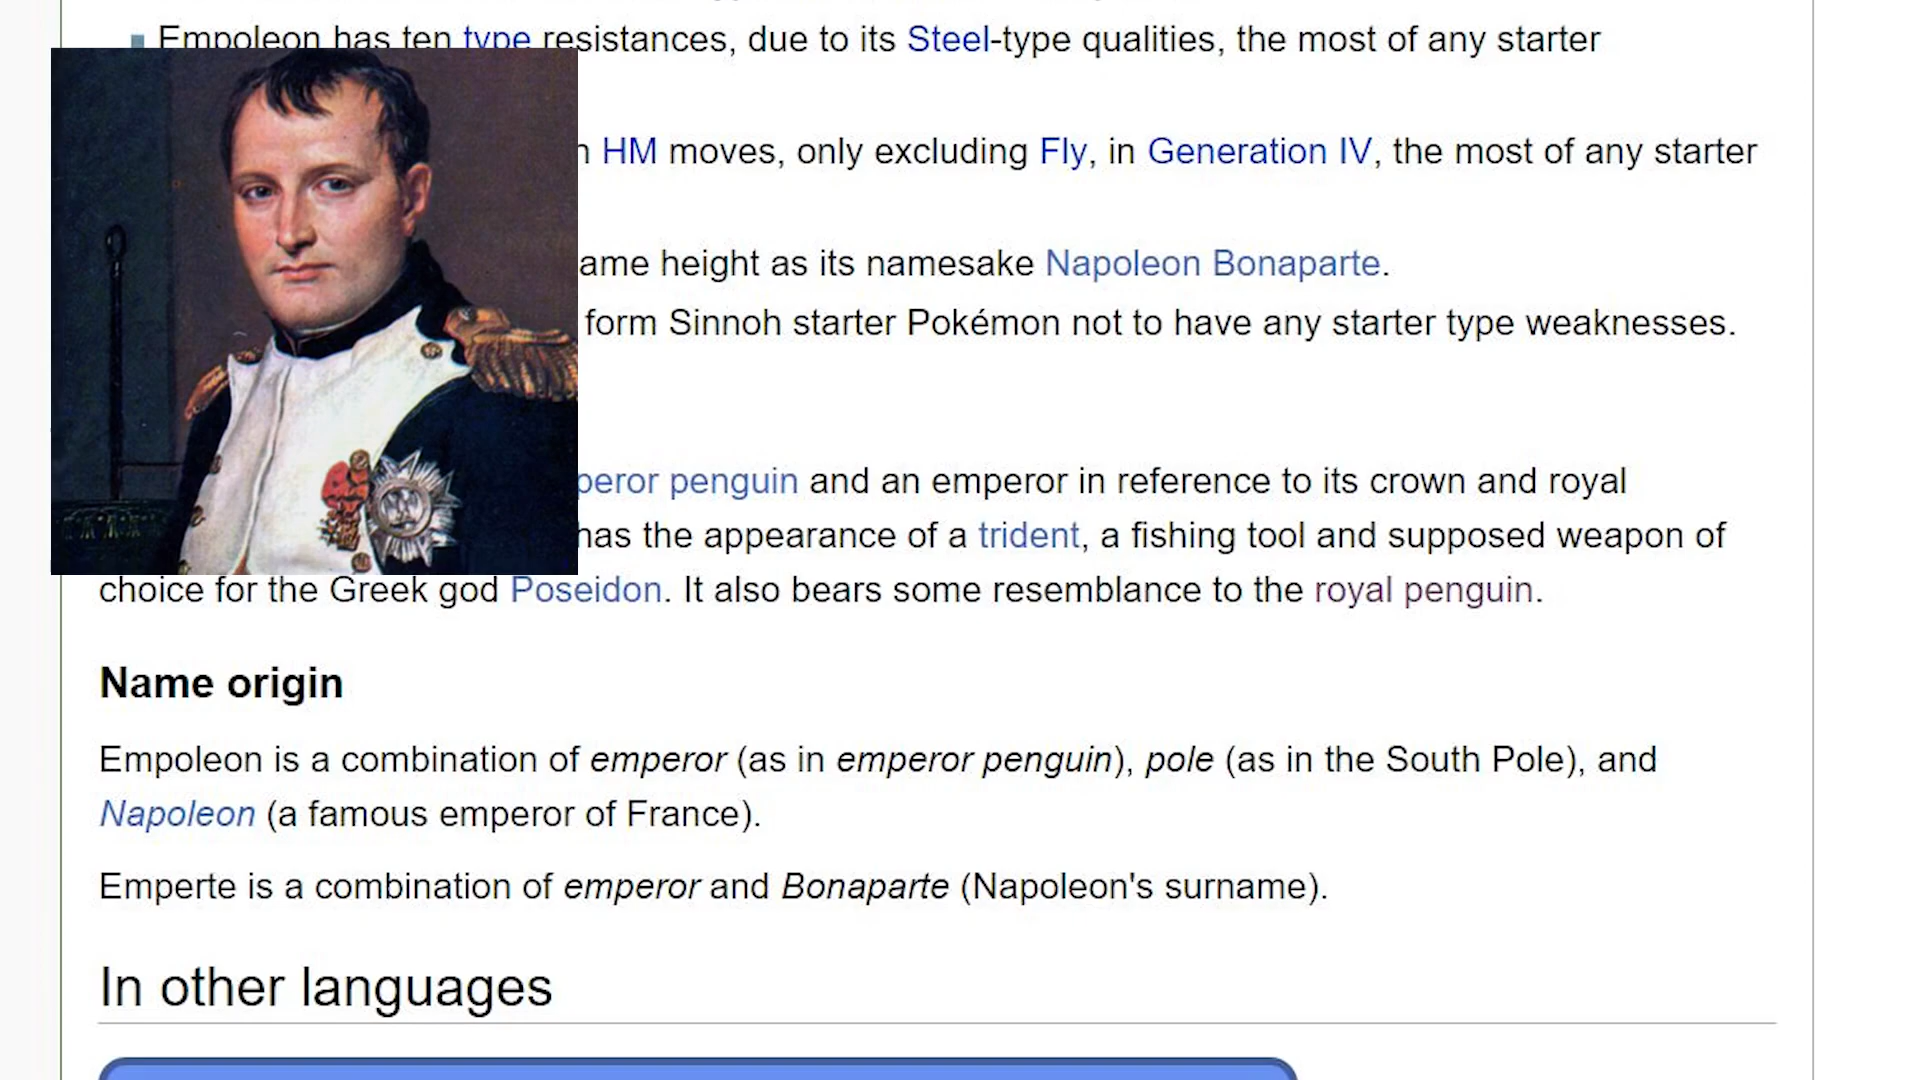 Empoleon has ten type resistances, due to its Steel-type qualities, the most of any starter
HM moves, only excluding Fly, in Generation IV, the most of any starter
ame height as its namesake Napoleon Bonaparte.
form Sinnoh starter Pokémon not to have any starter type weaknesses.
peror penguin and an emperor in reference to its crown and royal
has the appearance of a trident, a fishing tool and supposed weapon of
choice for the Greek god Poseidon. It also bears some resemblance to the royal penguin.
Name origin
Empoleon is a combination of emperor (as in emperor penguin), pole (as in the South Pole), and
Napoleon (a famous emperor of France).
Emperte is a combination of emperor and Bonaparte (Napoleon's surname).
In other languages